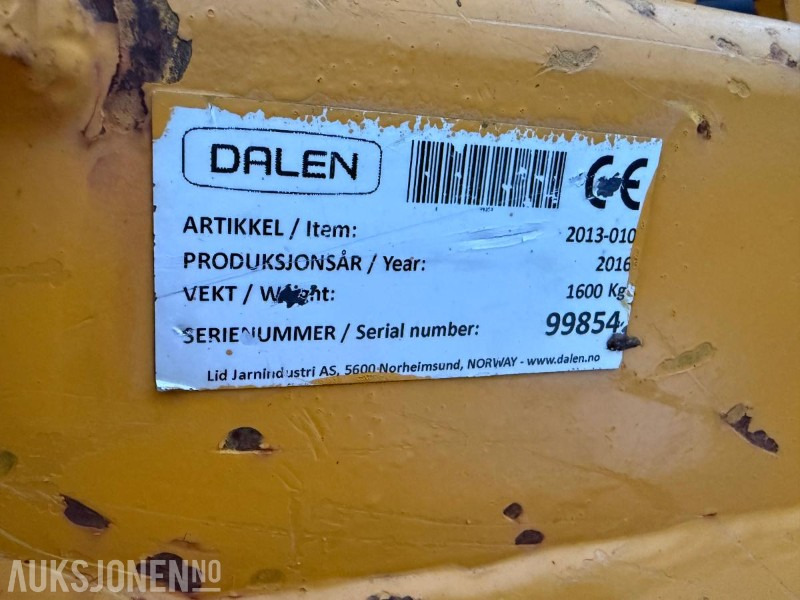 DALEN
CE
ARTIKKEL / Item: 2013-010
PRODUKSJONSÅR / Year: 2016
VEKT / Weight: 1600 Kg
SERIENUMMER / Serial number: 99854
Lid Jarnindustri AS, 5600 Norheimsund, NORWAY - www.dalen.no
AUKSJONEN.NO